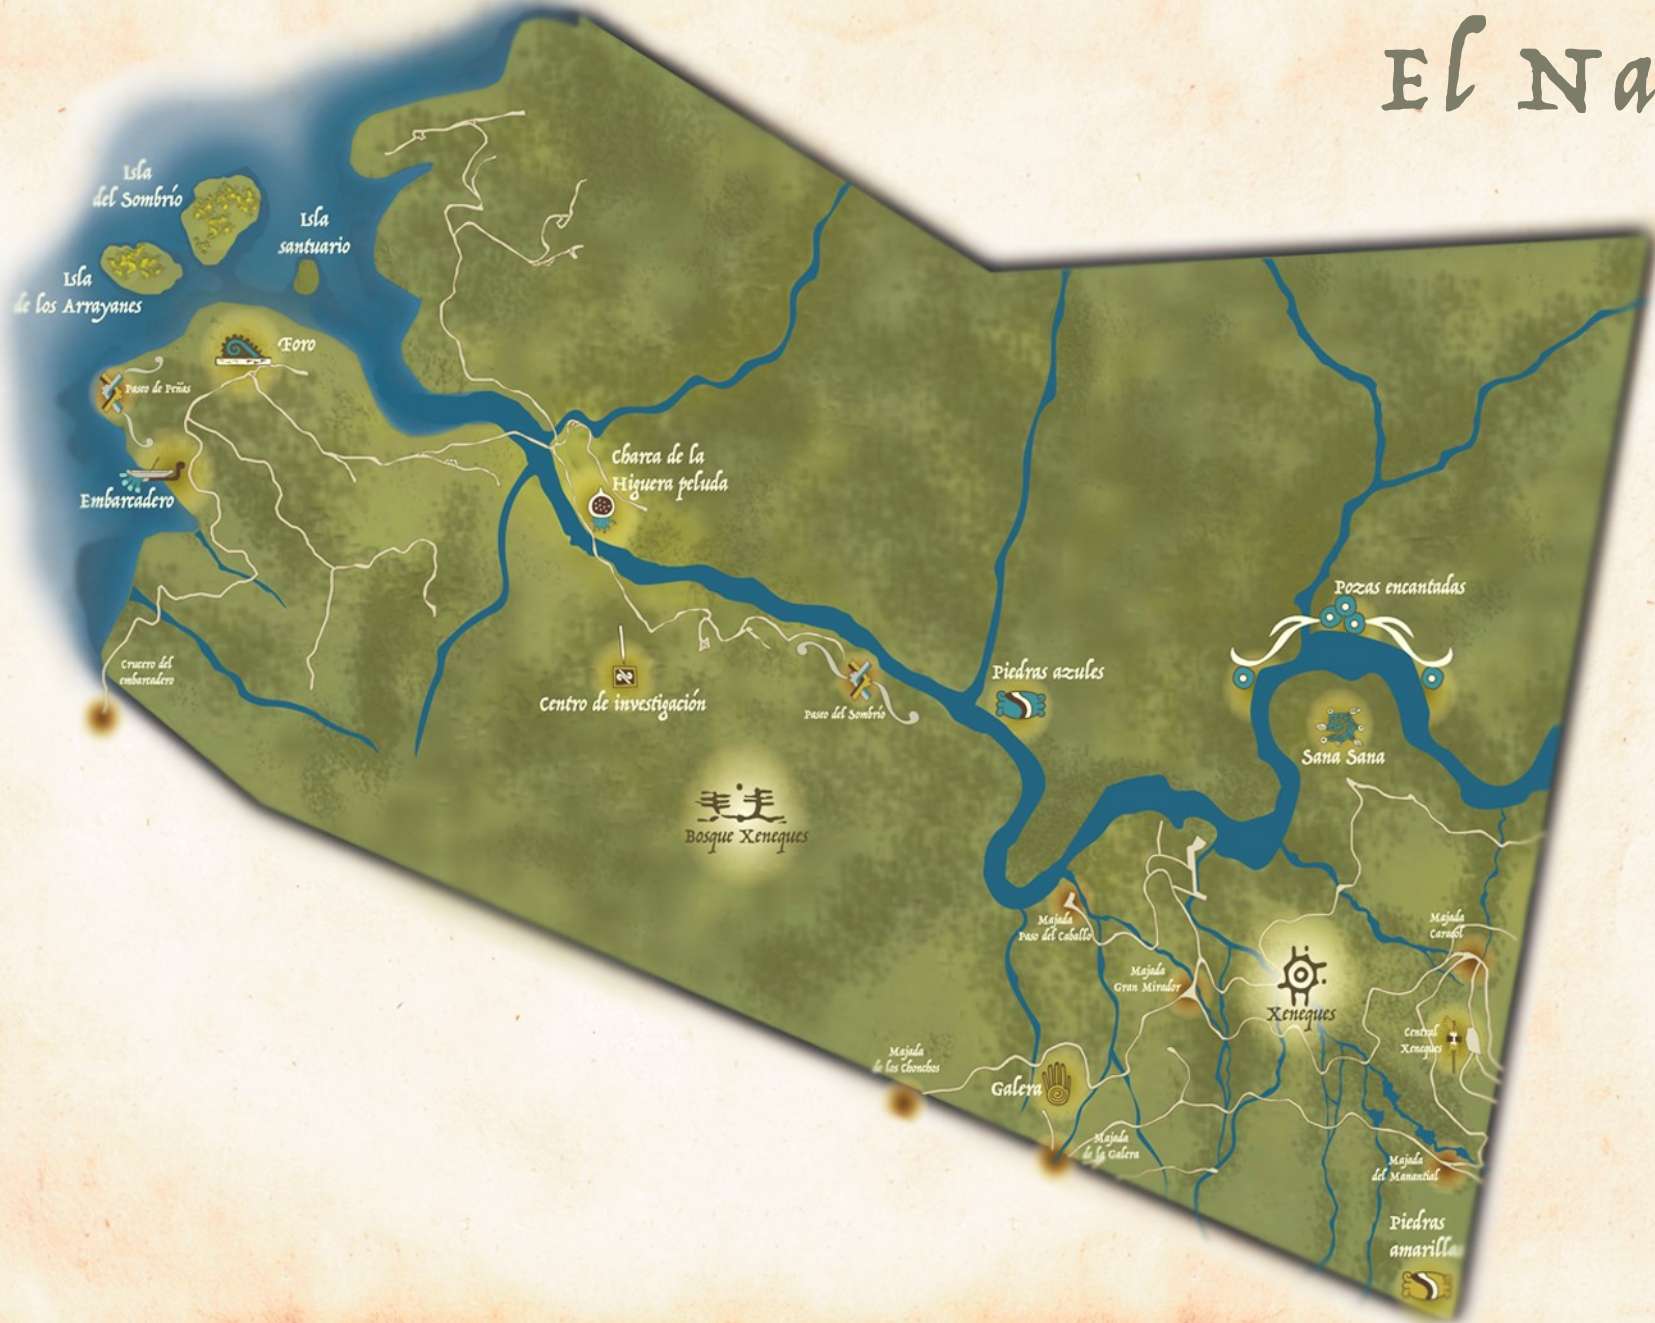 El Na
Isla
del Sombrío
Isla
santuario
Isla
de los Arrayanes
Foro
Paseo de Peñas
Embarcadero
Charca de la
Higuera peluda
Crucero del
embarcadero
Centro de investigación
Paseo del Sombrío
Piedras azules
Pozas encantadas
Sana Sana
Bosque Xeneques
Majada
Paso del Caballo
Majada
Caracol
Majada
Gran Mirador
Xeneques
Central
Xeneques
Majada
de los Chonchos
Galera
Majada
de la Galera
Majada
del Manantial
Piedras
amarillas